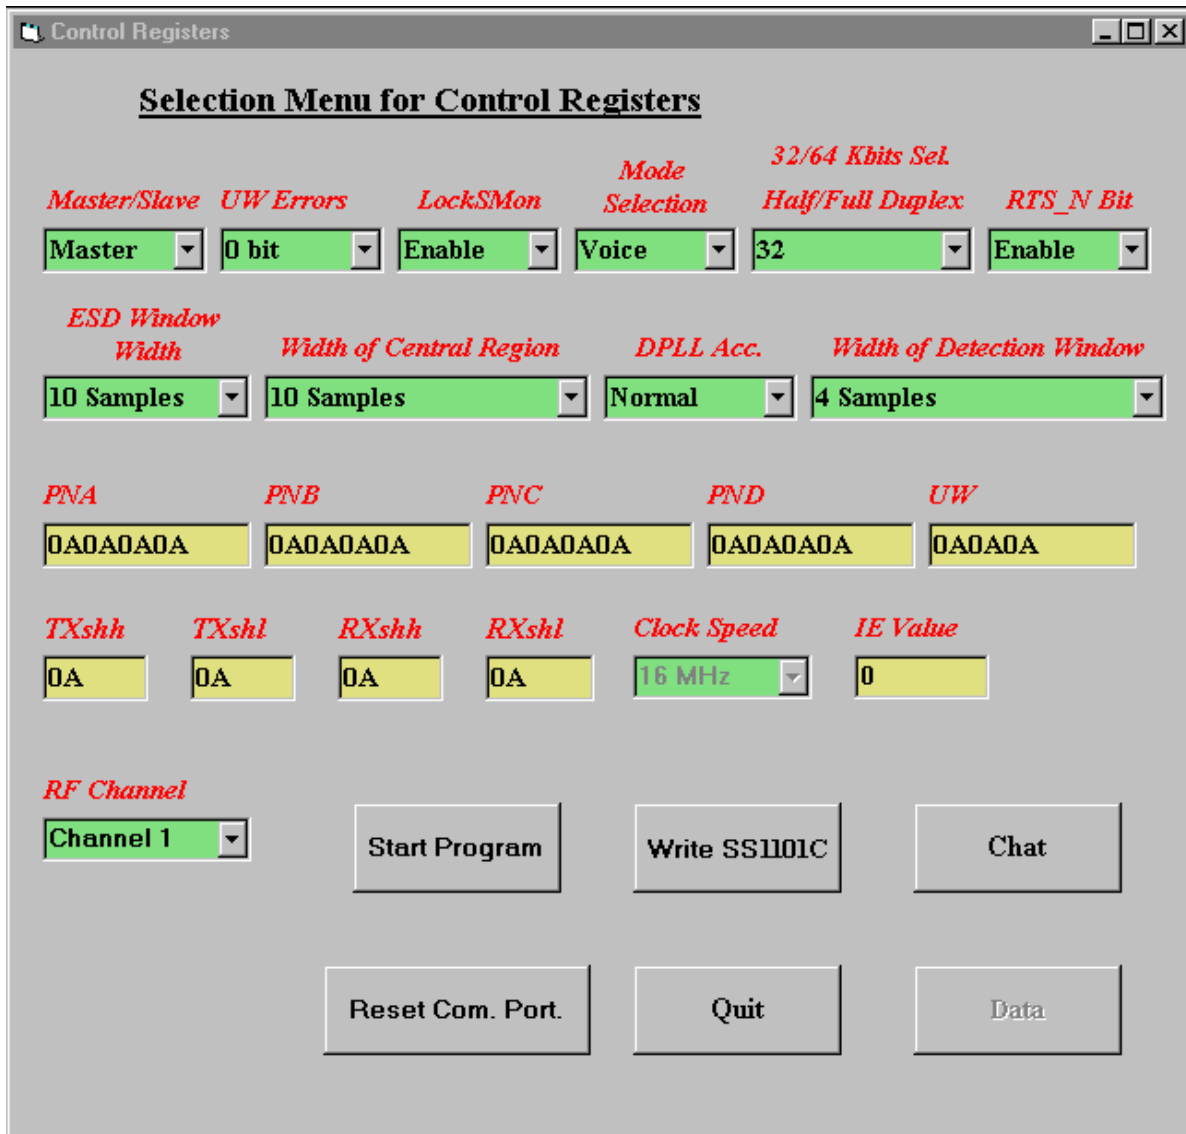 Control Registers
Selection Menu for Control Registers
Master/Slave
UW Errors
LockSMon
Mode
Selection
32/64 Kbits Sel.
Half/Full Duplex
RTS_N Bit
Master
0 bit
Enable
Voice
32
Enable
ESD Window
Width
Width of Central Region
DPLL Acc.
Width of Detection Window
10 Samples
10 Samples
Normal
4 Samples
PNA
PNB
PNC
PND
UW
0A0A0A0A
0A0A0A0A
0A0A0A0A
0A0A0A0A
0A0A0A
TXshh
TXshl
RXshh
RXshl
Clock Speed
IE Value
0A
0A
0A
0A
16 MHz
0
RF Channel
Channel 1
Start Program
Write SS1101C
Chat
Reset Com. Port.
Quit
Data